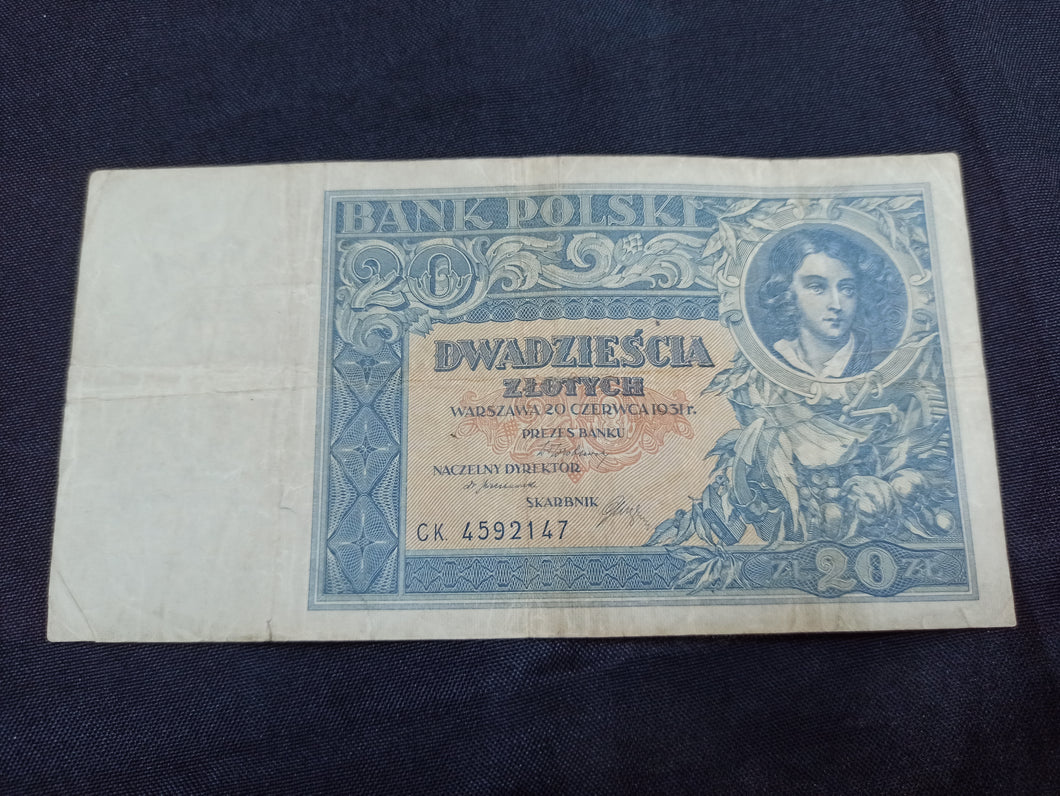 BANK POLSKI
20
DWADZIEŚCIA
ZŁOTYCH
WARSZAWA 20 CZERWCA 1931 r.
PREZES BANKU
NACZELNY DYREKTOR
SKARBNIK
CK. 4592147
ZŁ. 20 ZŁ.